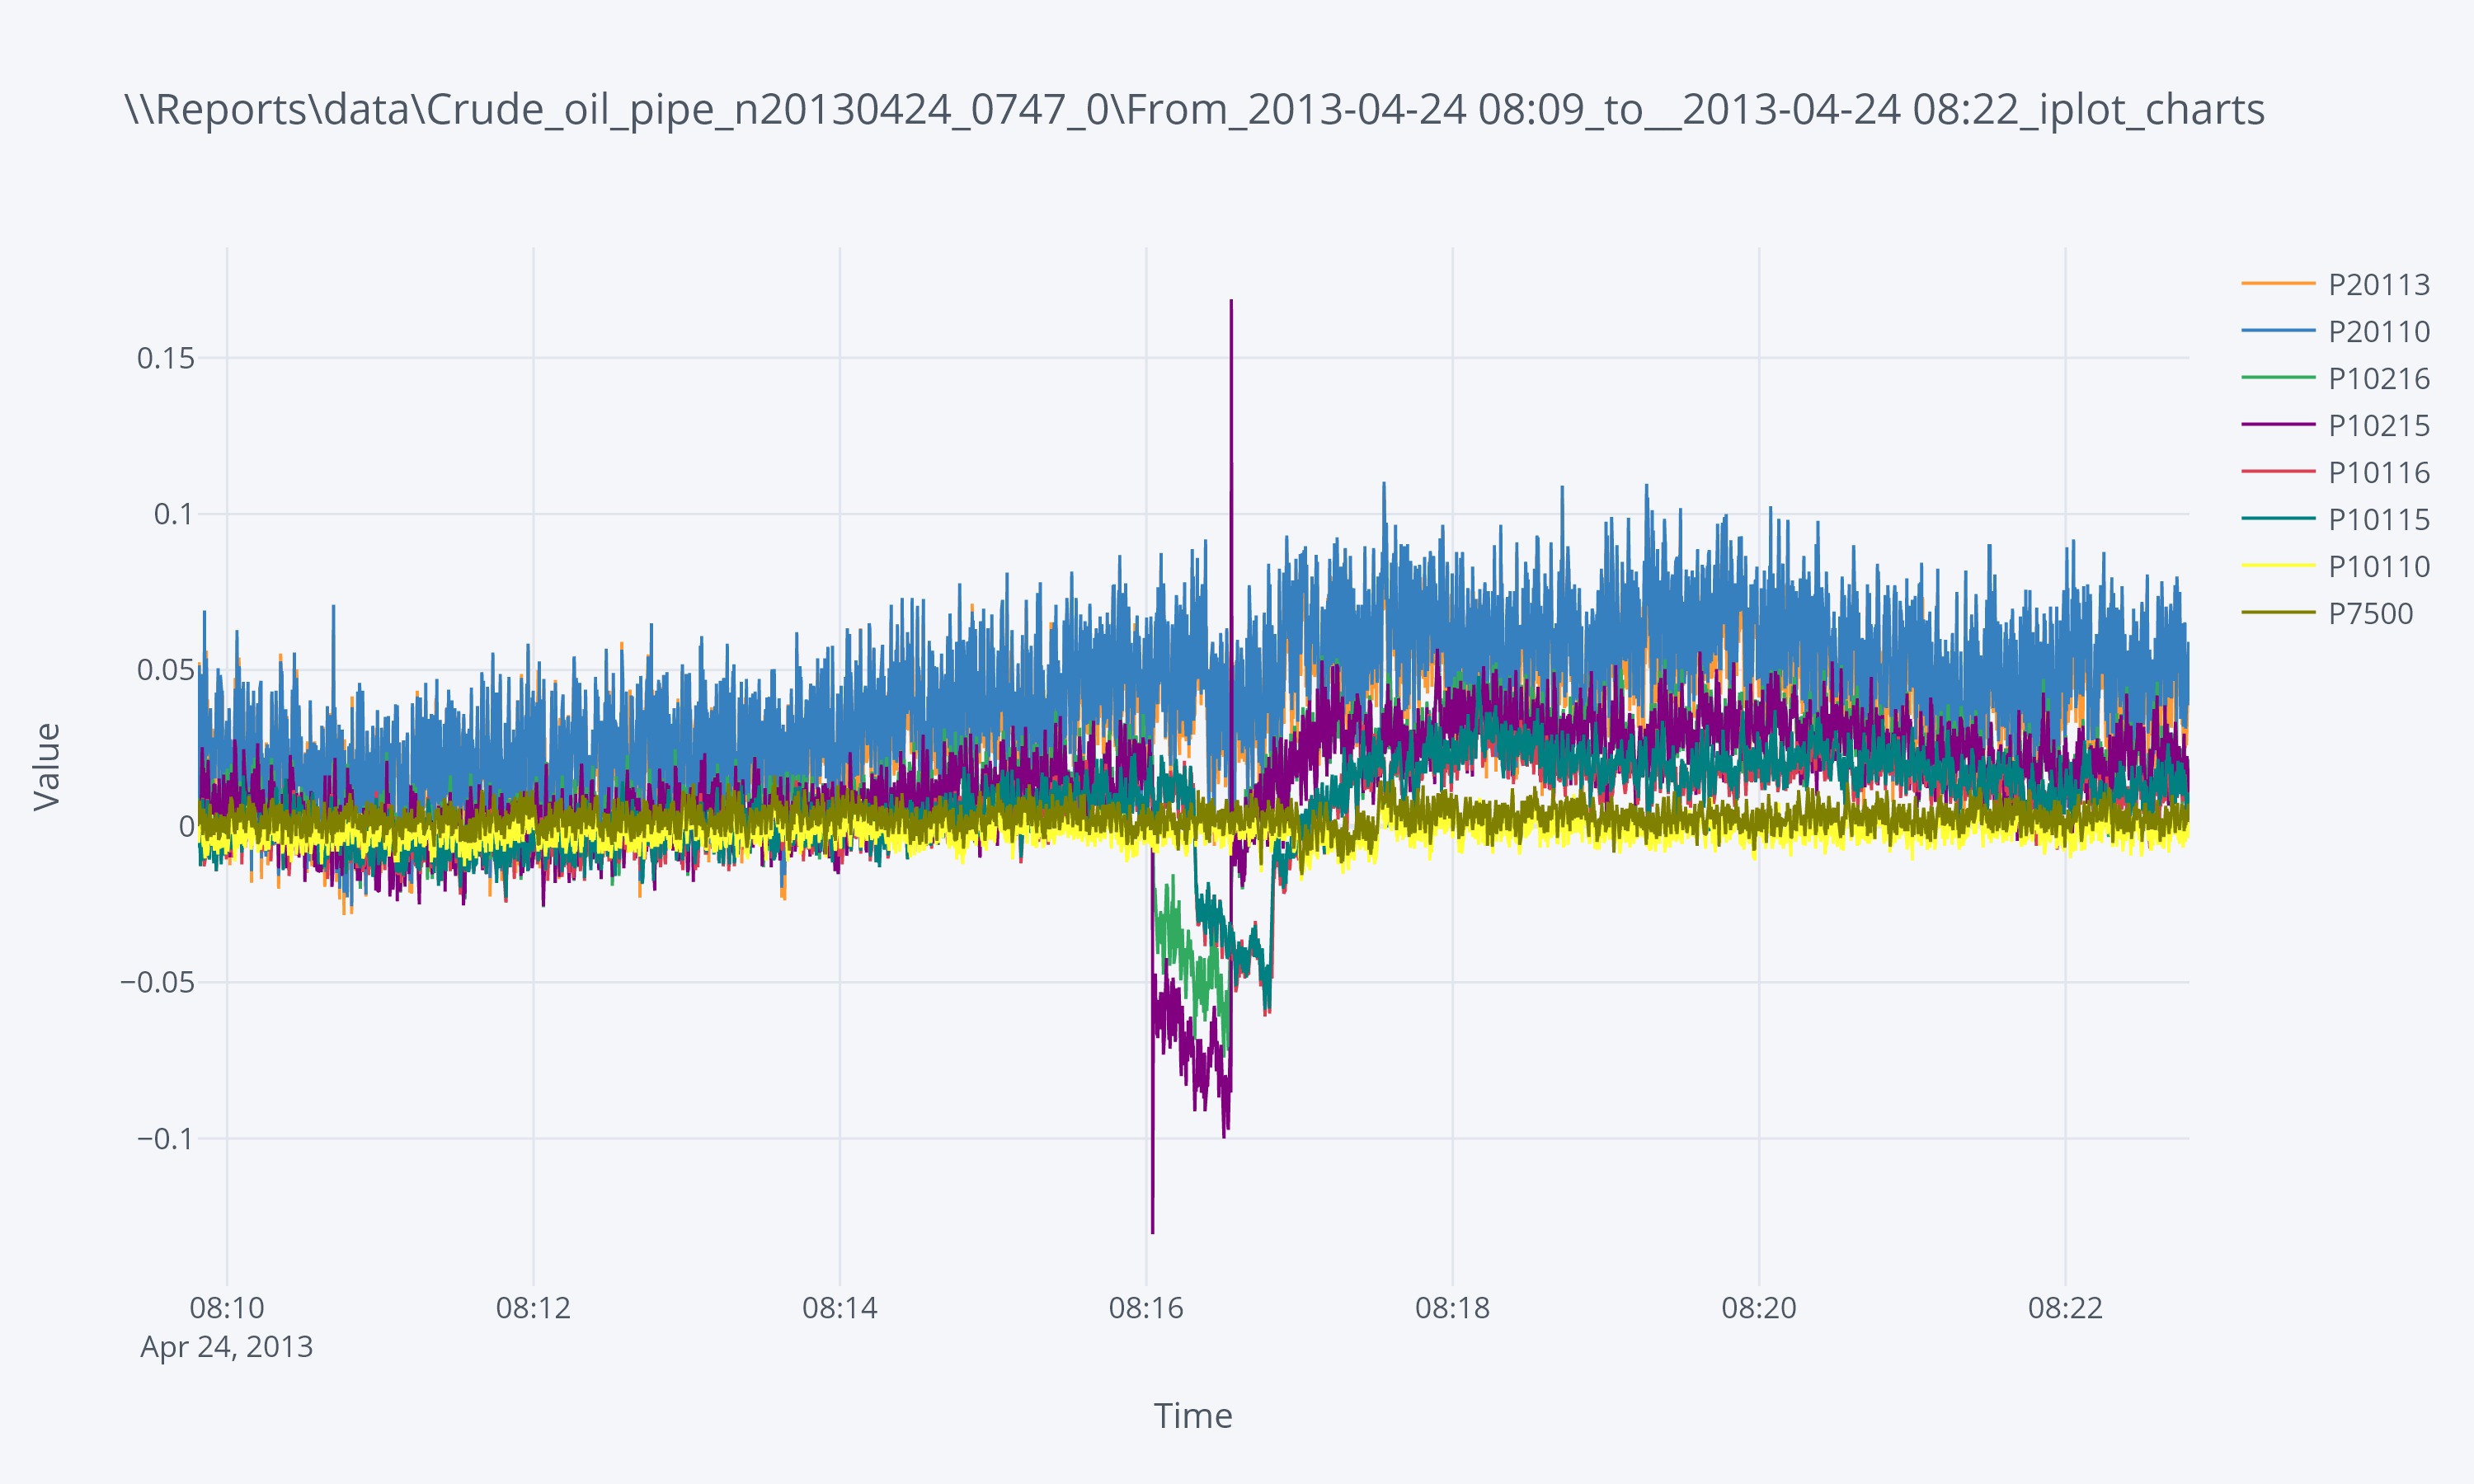 \\Reports\data\Crude_oil_pipe_n20130424_0747_0\From_2013-04-24 08:09_to__2013-04-24 08:22_iplot_charts
P20113
P20110
P10216
P10215
P10116
P10115
P10110
P7500
0.15
0.1
0.05
0
−0.05
−0.1
Value
08:10 08:12 08:14 08:16 08:18 08:20 08:22
Apr 24, 2013
Time